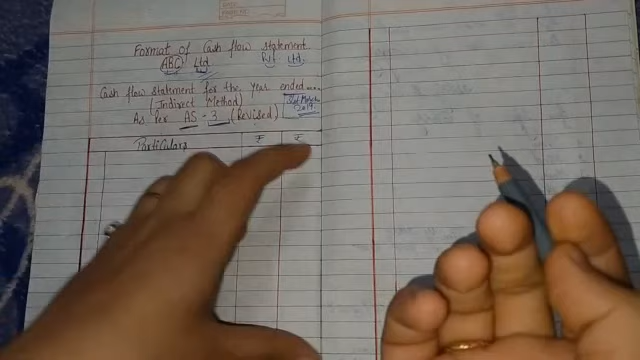 Format of Cash flow statement
ABC Ltd Pvt Ltd.
Cash flow statement for the year ended....
(Indirect Method)
As Per AS - 3 (Revised)
Particulars ₹ ₹